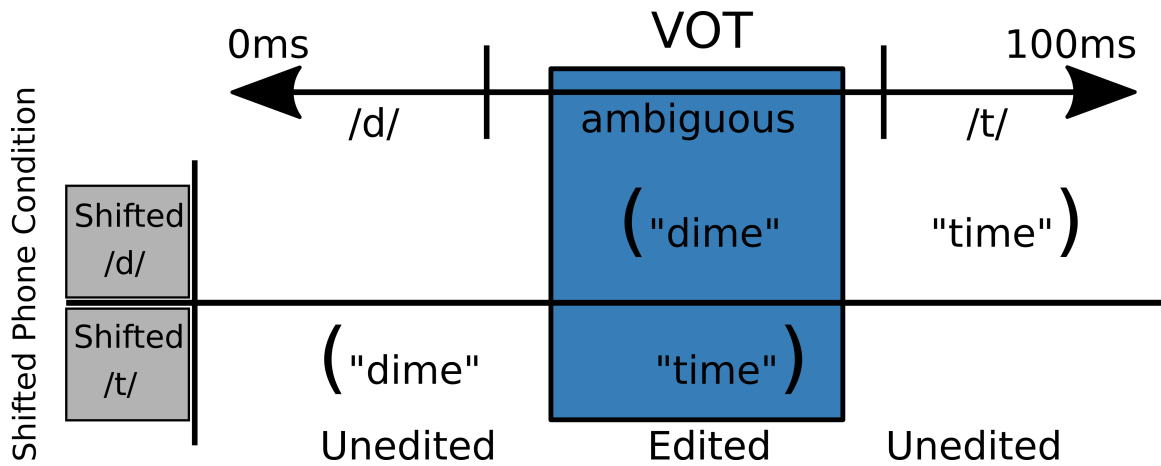 VOT
0ms
100ms
/d/
ambiguous
/t/
Shifted Phone Condition
Shifted
/d/
("dime"
"time")
Shifted
/t/
("dime"
"time")
Unedited
Edited
Unedited